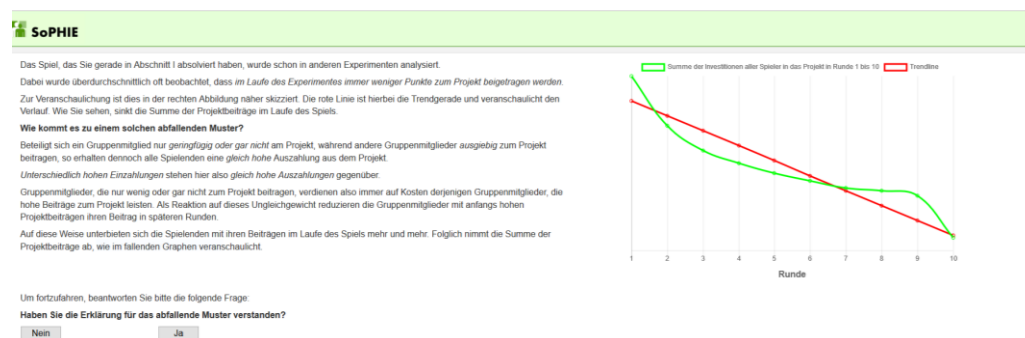 SoPHIE
Das Spiel, das Sie gerade in Abschnitt I absolviert haben, wurde schon in anderen Experimenten analysiert.
Dabei wurde überdurchschnittlich oft beobachtet, dass im Laufe des Experimentes immer weniger Punkte zum Projekt beigetragen werden.
Zur Veranschaulichung ist dies in der rechten Abbildung näher skizziert. Die rote Linie ist hierbei die Trendgerade und veranschaulicht den
Verlauf. Wie Sie sehen, sinkt die Summe der Projektbeiträge im Laufe des Spiels.
Wie kommt es zu einem solchen abfallenden Muster?
Beteiligt sich ein Gruppenmitglied nur geringfügig oder gar nicht am Projekt, während andere Gruppenmitglieder ausgiebig zum Projekt
beitragen, so erhalten dennoch alle Spielenden eine gleich hohe Auszahlung aus dem Projekt.
Unterschiedlich hohen Einzahlungen stehen hier also gleich hohe Auszahlungen gegenüber.
Gruppenmitglieder, die nur wenig oder gar nicht zum Projekt beitragen, verdienen also immer auf Kosten derjenigen Gruppenmitglieder, die
hohe Beiträge zum Projekt leisten. Als Reaktion auf dieses Ungleichgewicht reduzieren die Gruppenmitglieder mit anfangs hohen
Projektbeiträgen ihren Beitrag in späteren Runden.
Auf diese Weise unterbieten sich die Spielenden mit ihren Beiträgen im Laufe des Spiels mehr und mehr. Folglich nimmt die Summe der
Projektbeiträge ab, wie im fallenden Graphen veranschaulicht.
Um fortzufahren, beantworten Sie bitte die folgende Frage:
Haben Sie die Erklärung für das abfallende Muster verstanden?
Nein Ja
Summe der Investitionen aller Spieler in das Projekt in Runde 1 bis 10 Trendline
1 2 3 4 5 6 7 8 9 10
Runde